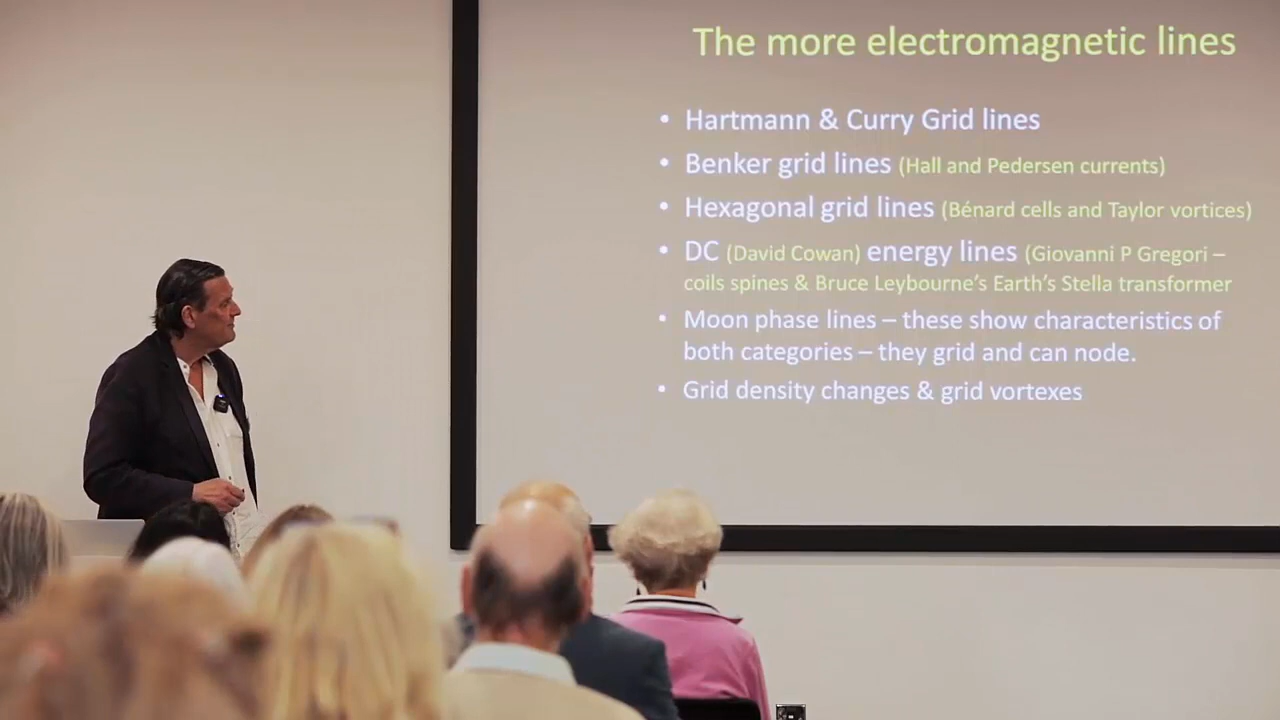 The more electromagnetic lines
• Hartmann & Curry Grid lines
• Benker grid lines (Hall and Pedersen currents)
• Hexagonal grid lines (Bénard cells and Taylor vortices)
• DC (David Cowan) energy lines (Giovanni P Gregori –
coils spines & Bruce Leybourne's Earth's Stella transformer
• Moon phase lines – these show characteristics of
both categories – they grid and can node.
• Grid density changes & grid vortexes